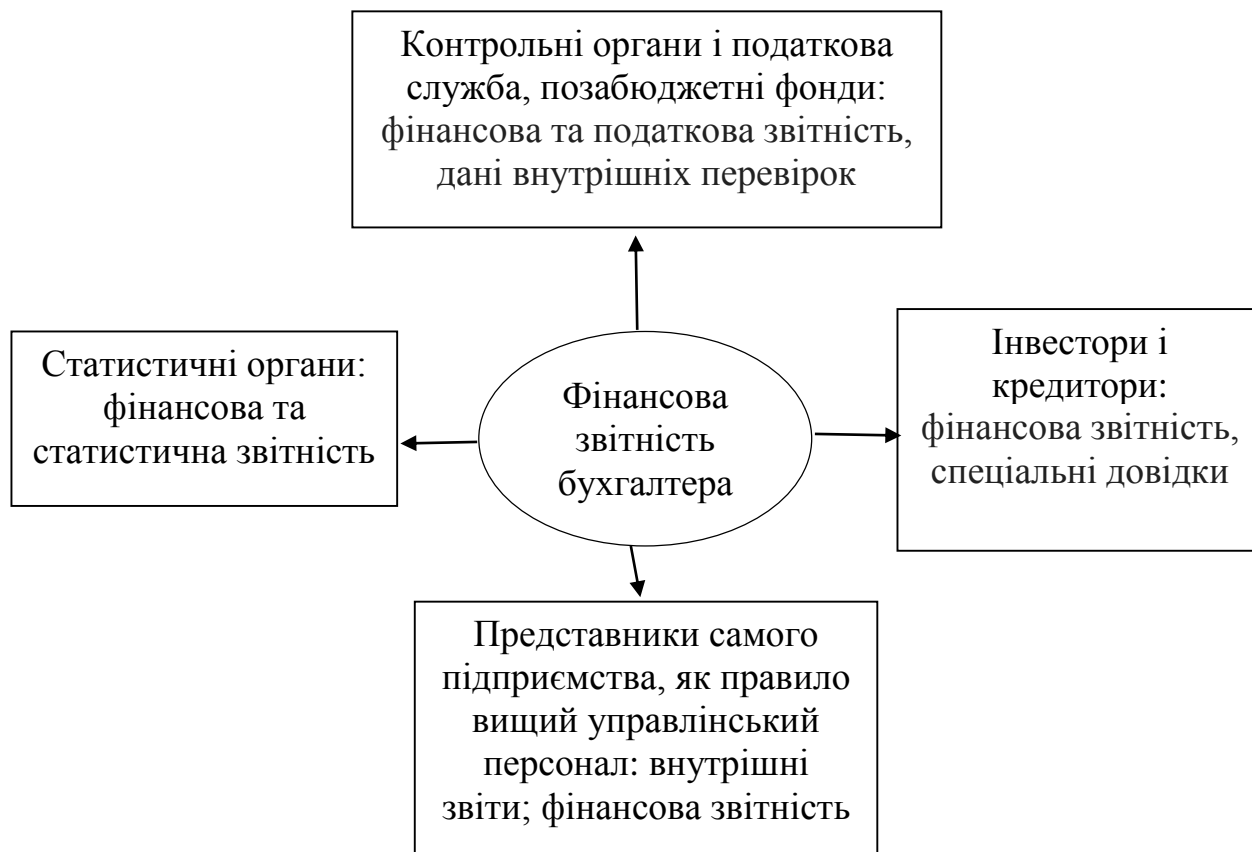 Контрольні органи і податкова
служба, позабюджетні фонди:
фінансова та податкова звітність,
дані внутрішніх перевірок
Статистичні органи:
фінансова та
статистична звітність
Фінансова
звітність
бухгалтера
Інвестори і
кредитори:
фінансова звітність,
спеціальні довідки
Представники самого
підприємства, як правило
вищий управлінський
персонал: внутрішні
звіти; фінансова звітність